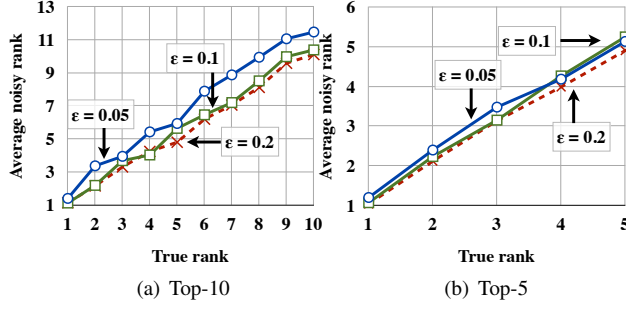 Average noisy rank
13
11
9
7
5
3
1
ε = 0.1
ε = 0.05
ε = 0.2
1 2 3 4 5 6 7 8 9 10
True rank
(a) Top-10
Average noisy rank
6
5
4
3
2
1
ε = 0.1
ε = 0.05
ε = 0.2
1 2 3 4 5
True rank
(b) Top-5